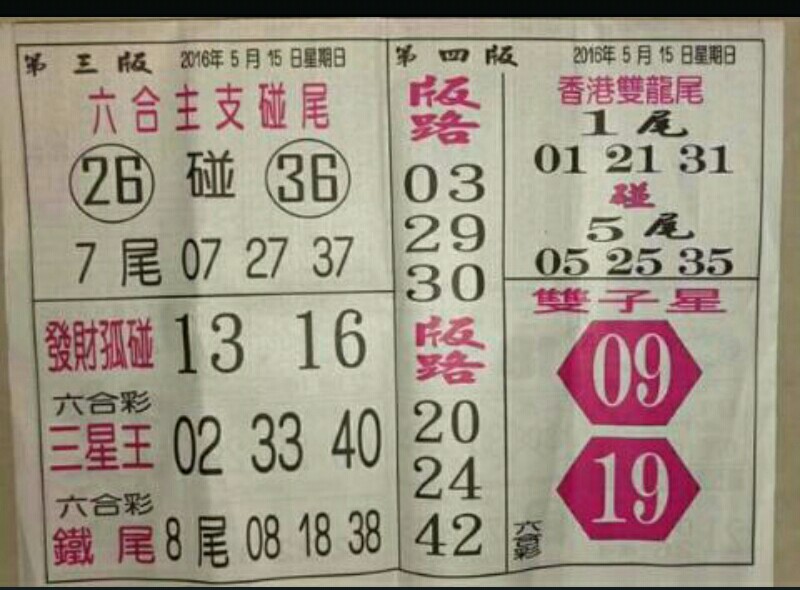 第三版 2016年5月15日星期日
六合主支碰尾
26 碰 36
7尾 07 27 37
發財孤碰 13 16
六合彩
三星王 02 33 40
六合彩
鐵尾 8尾 08 18 38
第四版 2016年5月15日星期日
版路
03
29
30
版路
20
24
42
香港雙龍尾
1尾
01 21 31
碰
5尾
05 25 35
雙子星
09
19
六合彩